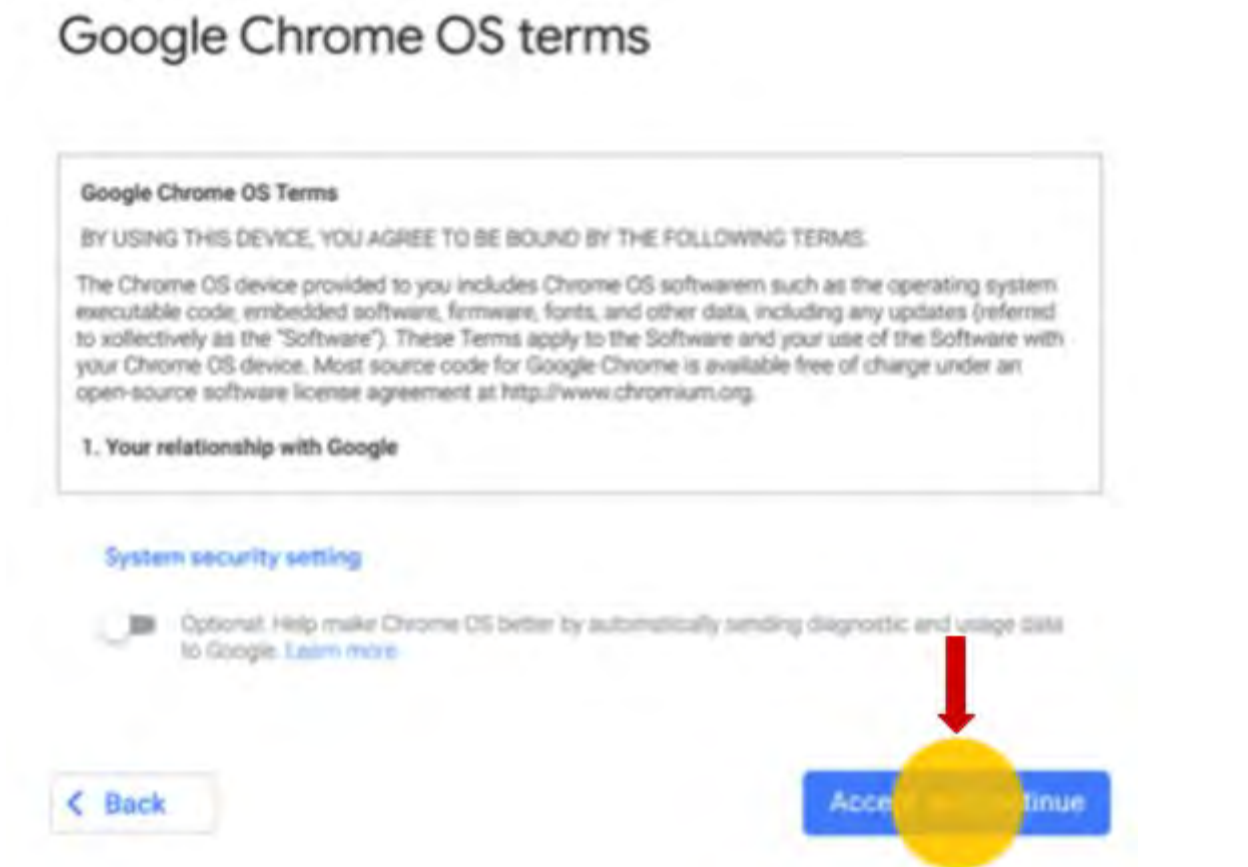 Google Chrome OS terms
Google Chrome OS Terms
BY USING THIS DEVICE, YOU AGREE TO BE BOUND BY THE FOLLOWING TERMS.
The Chrome OS device provided to you includes Chrome OS softwarem such as the operating system
executable code, embedded software, firmware, fonts, and other data, including any updates (referred
to xollectively as the "Software"). These Terms apply to the Software and your use of the Software with
your Chrome OS device. Most source code for Google Chrome is available free of charge under an
open-source software license agreement at http://www.chromium.org.
1. Your relationship with Google
System security setting
Optional: Help make Chrome OS better by automatically sending diagnostic and usage data
to Google. Learn more
Back